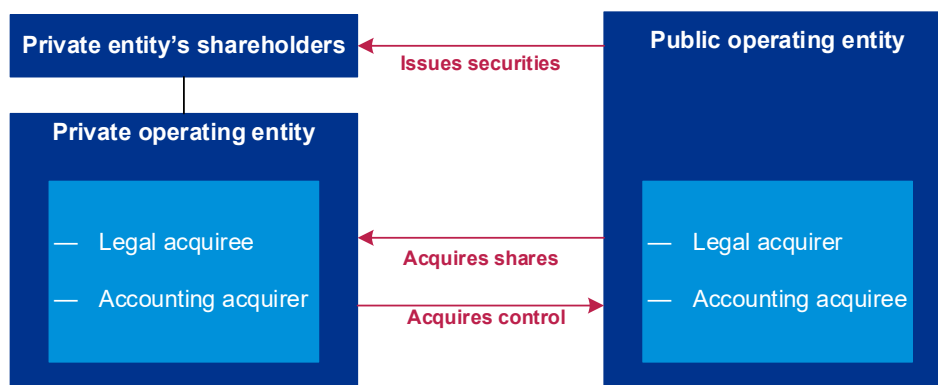 Private entity’s shareholders
Issues securities
Public operating entity
Private operating entity
— Legal acquiree
— Accounting acquirer
Acquires shares
Acquires control
— Legal acquirer
— Accounting acquiree